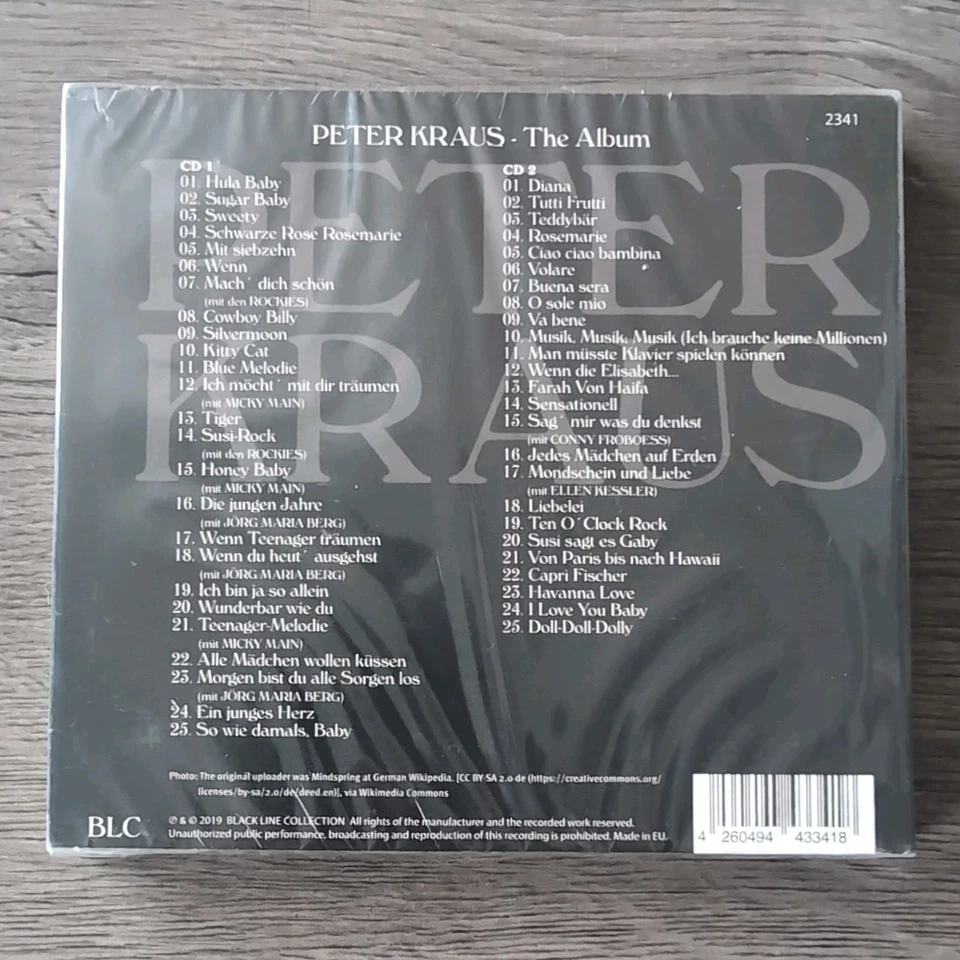 2341
PETER KRAUS - The Album
PETER
KRAUS
CD 1
01. Hula Baby
02. Sugar Baby
03. Sweety
04. Schwarze Rose Rosemarie
05. Mit siebzehn
06. Wenn
07. Mach´ dich schön
(mit den ROCKIES)
08. Cowboy Billy
09. Silvermoon
10. Kitty Cat
11. Blue Melodie
12. Ich möcht´ mit dir träumen
(mit MICKY MAIN)
13. Tiger
14. Susi-Rock
(mit den ROCKIES)
15. Honey Baby
(mit MICKY MAIN)
16. Die jungen Jahre
(mit JÖRG MARIA BERG)
17. Wenn Teenager träumen
18. Wenn du heut´ ausgehst
(mit JÖRG MARIA BERG)
19. Ich bin ja so allein
20. Wunderbar wie du
21. Teenager-Melodie
(mit MICKY MAIN)
22. Alle Mädchen wollen küssen
23. Morgen bist du alle Sorgen los
(mit JÖRG MARIA BERG)
24. Ein junges Herz
25. So wie damals, Baby
CD 2
01. Diana
02. Tutti Frutti
03. Teddybär
04. Rosemarie
05. Ciao ciao bambina
06. Volare
07. Buena sera
08. O sole mio
09. Va bene
10. Musik, Musik, Musik (Ich brauche keine Millionen)
11. Man müsste Klavier spielen können
12. Wenn die Elisabeth...
13. Farah Von Haifa
14. Sensationell
15. Sag´ mir was du denkst
(mit CONNY FROBOESS)
16. Jedes Mädchen auf Erden
17. Mondschein und Liebe
(mit ELLEN KESSLER)
18. Liebelei
19. Ten O´Clock Rock
20. Susi sagt es Gaby
21. Von Paris bis nach Hawaii
22. Capri Fischer
23. Havanna Love
24. I Love You Baby
25. Doll-Doll-Dolly
Photo: The original uploader was Mindspring at German Wikipedia. [CC BY-SA 2.0 de (https://creativecommons.org/
licenses/by-sa/2.0/de/deed.en)], via Wikimedia Commons
BLC
℗ & © 2019 BLACK LINE COLLECTION All rights of the manufacturer and the recorded work reserved.
Unauthorized public performance, broadcasting and reproduction of this recording is prohibited. Made in EU.
4 260494 433418